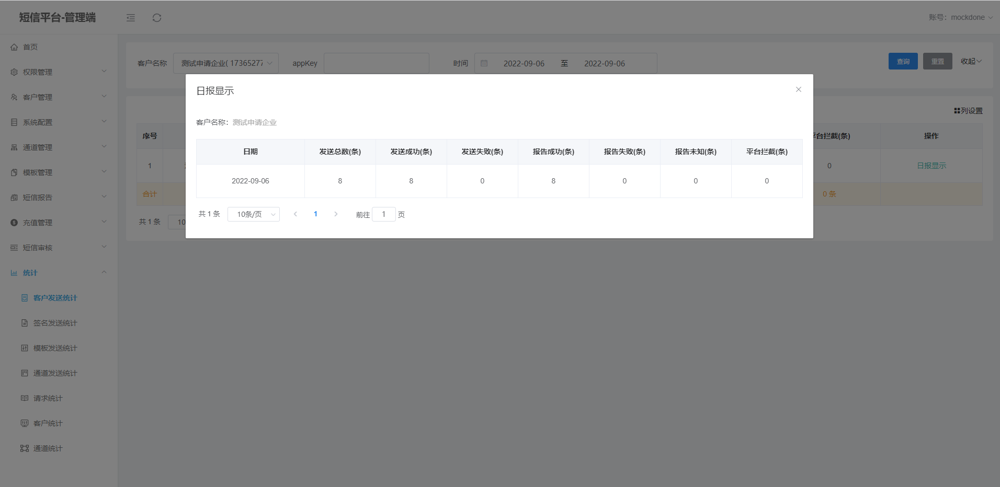 短信平台-管理端
账号：mockdone
首页
权限管理
客户管理
系统配置
通道管理
模板管理
短信报告
充值管理
短信审核
统计
客户发送统计
签名发送统计
模板发送统计
通道发送统计
请求统计
客户统计
通道统计
客户名称 测试申请企业( 17365277 appKey 时间 2022-09-06 至 2022-09-06 查询 重置 收起
列设置
序号 台拦截(条) 操作
1 0 日报显示
合计 0 条
共 1 条 10
日报显示
客户名称：测试申请企业
日期 发送总数(条) 发送成功(条) 发送失败(条) 报告成功(条) 报告失败(条) 报告未知(条) 平台拦截(条)
2022-09-06 8 8 0 8 0 0 0
共 1 条 10条/页 1 前往 1 页